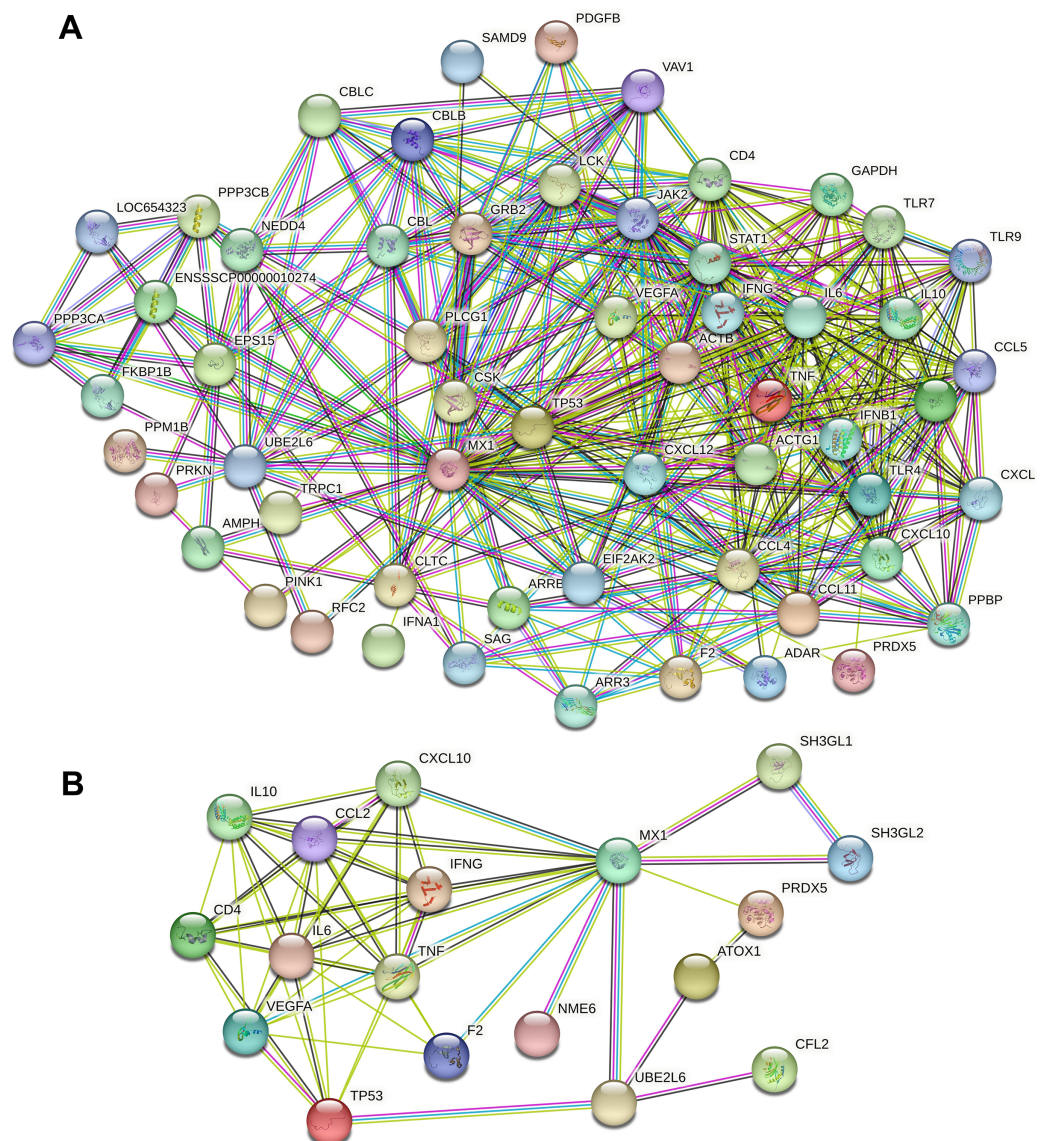 A
PDGFB
SAMD9
VAV1
CBLC
CBLB
LCK
CD4
GAPDH
PPP3CB
JAK2
LOC654323
GRB2
TLR7
NEDD4
CBL
STAT1
TLR9
ENSSSCP00000010274
VEGFA
IFNG
IL6
IL10
PPP3CA
PLCG1
ACTB
EPS15
CCL5
FKBP1B
CSK
TNF
TP53
IFNB1
PPM1B
UBE2L6
MX1
CXCL12
ACTG1
PRKN
TLR4
CXCL
TRPC1
AMPH
CXCL10
CLTC
EIF2AK2
CCL4
PINK1
ARRB
CCL11
RFC2
IFNA1
PPBP
SAG
F2
ADAR
PRDX5
ARR3
B
SH3GL1
CXCL10
IL10
CCL2
MX1
SH3GL2
IFNG
PRDX5
CD4
IL6
TNF
ATOX1
VEGFA
NME6
F2
CFL2
UBE2L6
TP53